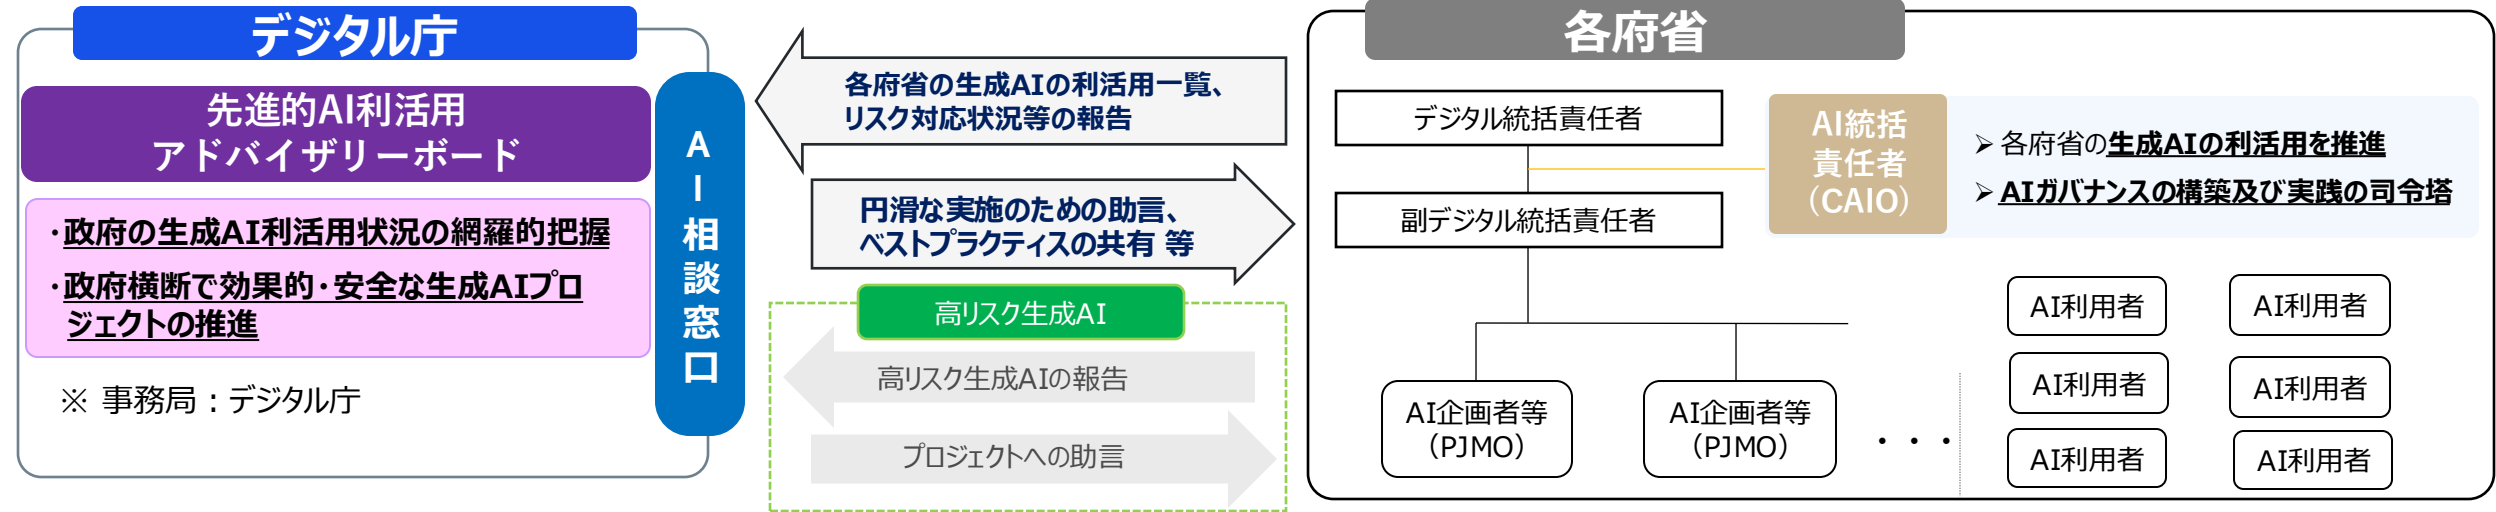 デジタル庁
先進的AI利活用
アドバイザリーボード
・政府の生成AI利活用状況の網羅的把握
・政府横断で効果的・安全な生成AIプロ
ジェクトの推進
※ 事務局：デジタル庁
AI相談窓口
各府省の生成AIの利活用一覧、
リスク対応状況等の報告
円滑な実施のための助言、
ベストプラクティスの共有 等
高リスク生成AI
高リスク生成AIの報告
プロジェクトへの助言
各府省
デジタル統括責任者
副デジタル統括責任者
AI統括
責任者
（CAIO）
➢ 各府省の生成AIの利活用を推進
➢ AIガバナンスの構築及び実践の司令塔
AI企画者等
（PJMO）
AI企画者等
（PJMO）
・・・
AI利用者
AI利用者
AI利用者
AI利用者
AI利用者
AI利用者